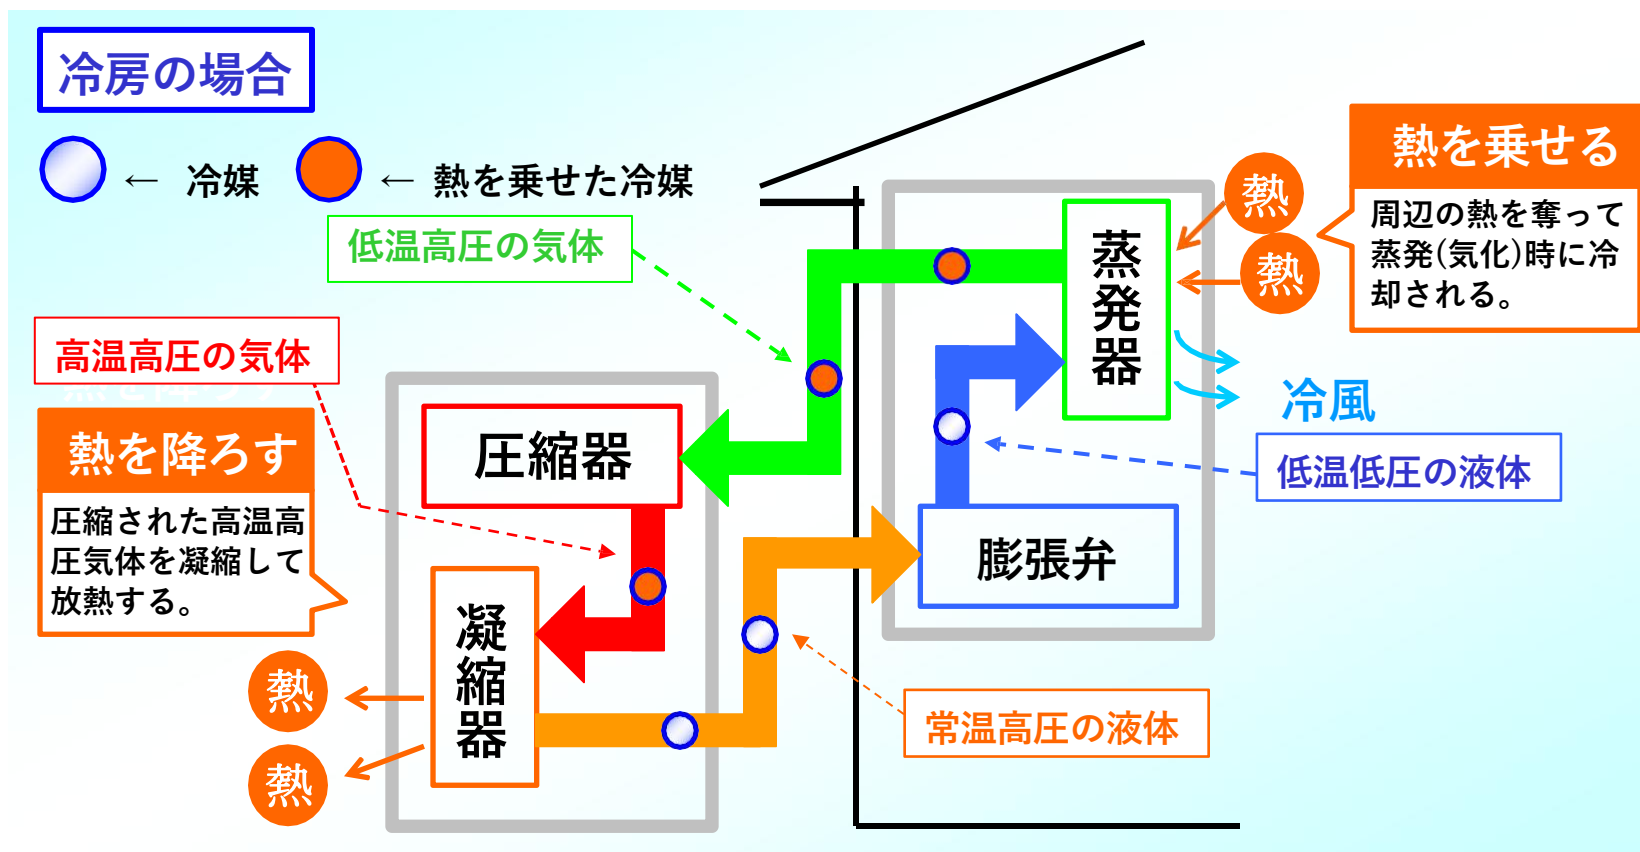 冷房の場合
← 冷媒
← 熱を乗せた冷媒
低温高圧の気体
高温高圧の気体
熱を降ろす
熱を降ろす
圧縮された高温高
圧気体を凝縮して
放熱する。
熱
熱
圧縮器
凝縮器
蒸発器
膨張弁
熱
熱
熱を乗せる
周辺の熱を奪って
蒸発(気化)時に冷
却される。
冷風
低温低圧の液体
常温高圧の液体